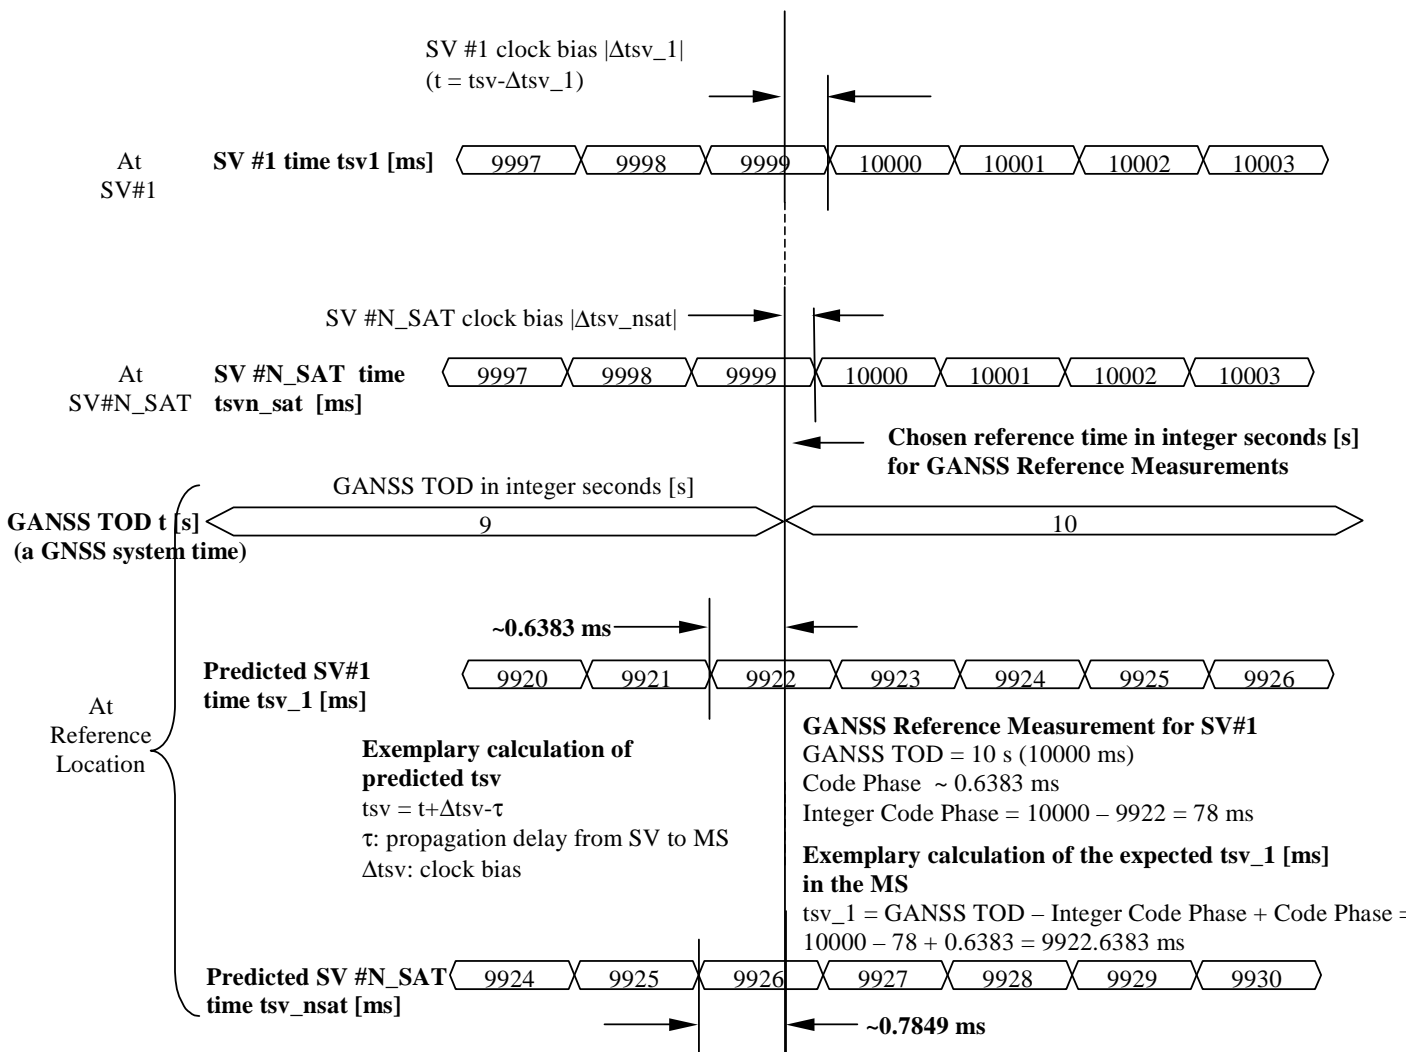 SV #1 clock bias |Δtsv_1|
(t = tsv-Δtsv_1)
At
SV#1
SV #1 time tsv1 [ms]
9997 9998 9999 10000 10001 10002 10003
SV #N_SAT clock bias |Δtsv_nsat|
At
SV#N_SAT
SV #N_SAT time
tsvn_sat [ms]
9997 9998 9999 10000 10001 10002 10003
Chosen reference time in integer seconds [s]
for GANSS Reference Measurements
GANSS TOD in integer seconds [s]
GANSS TOD t [s]
(a GNSS system time)
9 10
~0.6383 ms
Predicted SV#1
time tsv_1 [ms]
9920 9921 9922 9923 9924 9925 9926
At
Reference
Location
Exemplary calculation of
predicted tsv
tsv = t+Δtsv-τ
τ: propagation delay from SV to MS
Δtsv: clock bias
GANSS Reference Measurement for SV#1
GANSS TOD = 10 s (10000 ms)
Code Phase ~ 0.6383 ms
Integer Code Phase = 10000 – 9922 = 78 ms
Exemplary calculation of the expected tsv_1 [ms]
in the MS
tsv_1 = GANSS TOD – Integer Code Phase + Code Phase =
10000 – 78 + 0.6383 = 9922.6383 ms
Predicted SV #N_SAT
time tsv_nsat [ms]
9924 9925 9926 9927 9928 9929 9930
~0.7849 ms